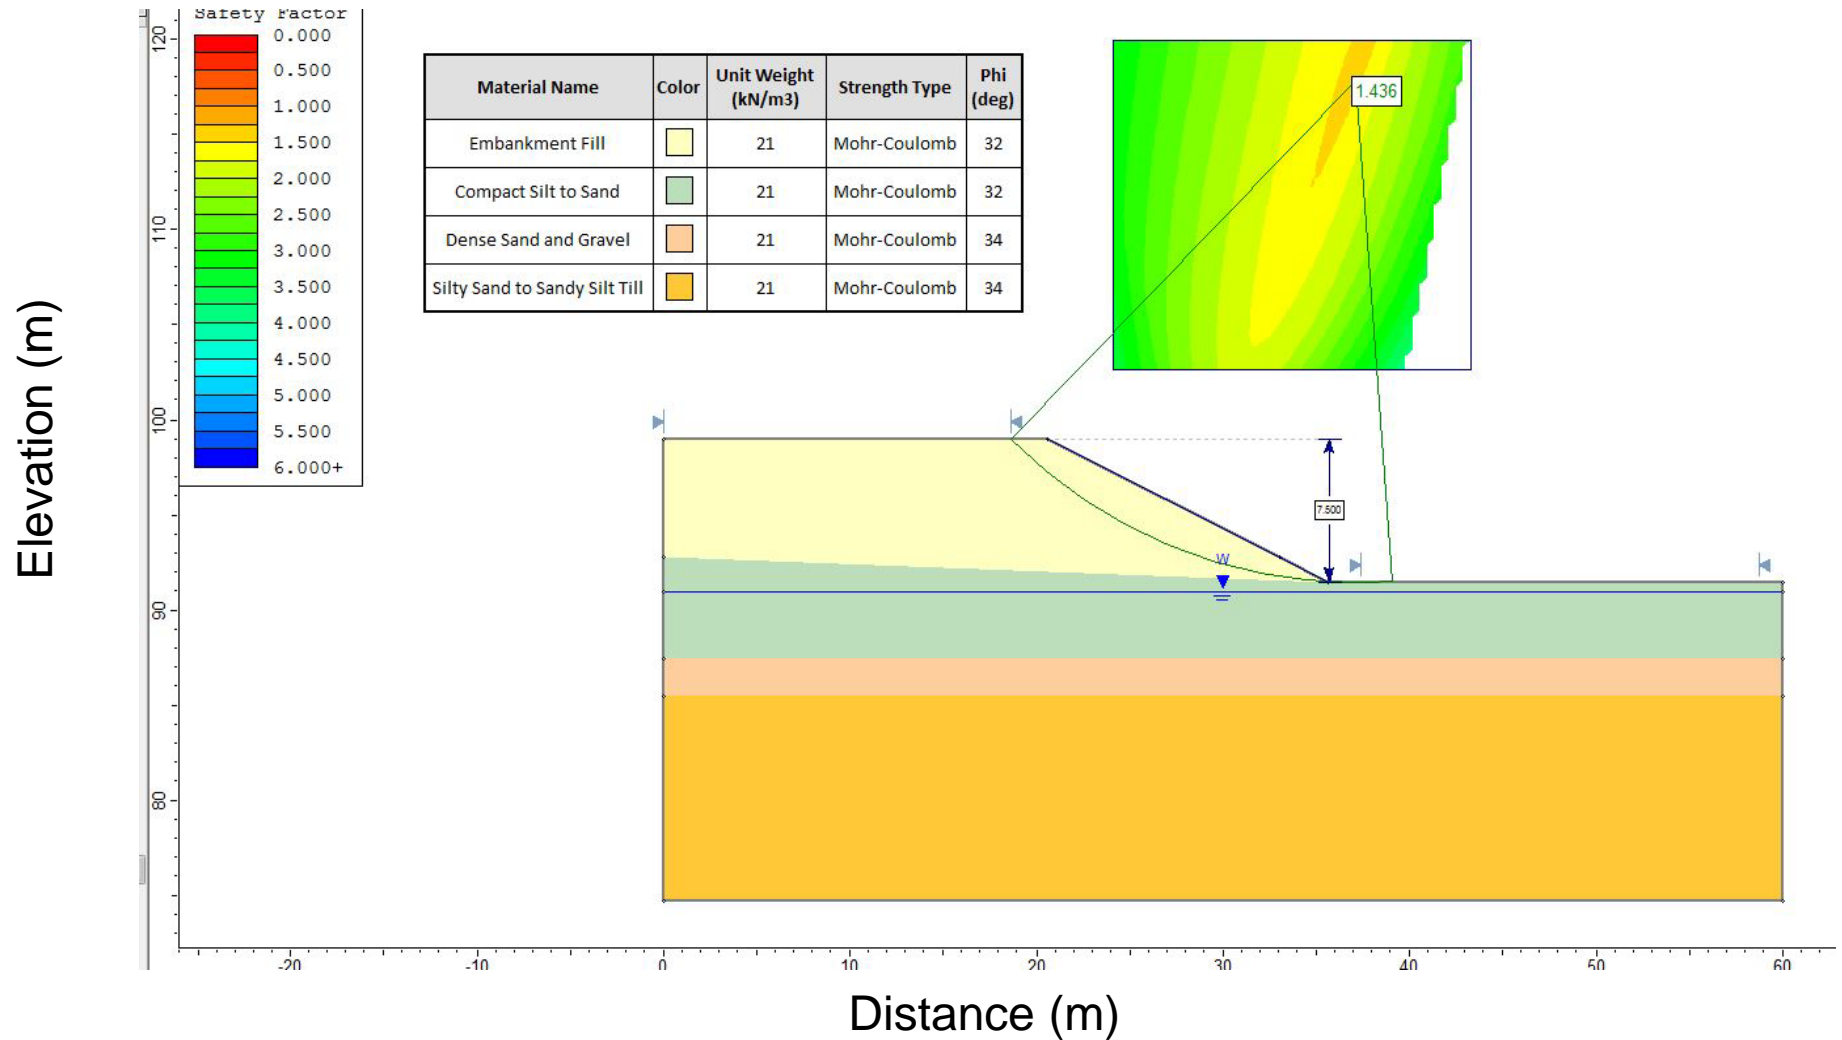 Safety Factor
0.000
0.500
1.000
1.500
2.000
2.500
3.000
3.500
4.000
4.500
5.000
5.500
6.000+
Material Name Color Unit Weight (kN/m3) Strength Type Phi (deg)
Embankment Fill 21 Mohr-Coulomb 32
Compact Silt to Sand 21 Mohr-Coulomb 32
Dense Sand and Gravel 21 Mohr-Coulomb 34
Silty Sand to Sandy Silt Till 21 Mohr-Coulomb 34
1.436
7.500
W
Elevation (m)
120
110
100
90
80
-20 -10 0 10 20 30 40 50 60
Distance (m)